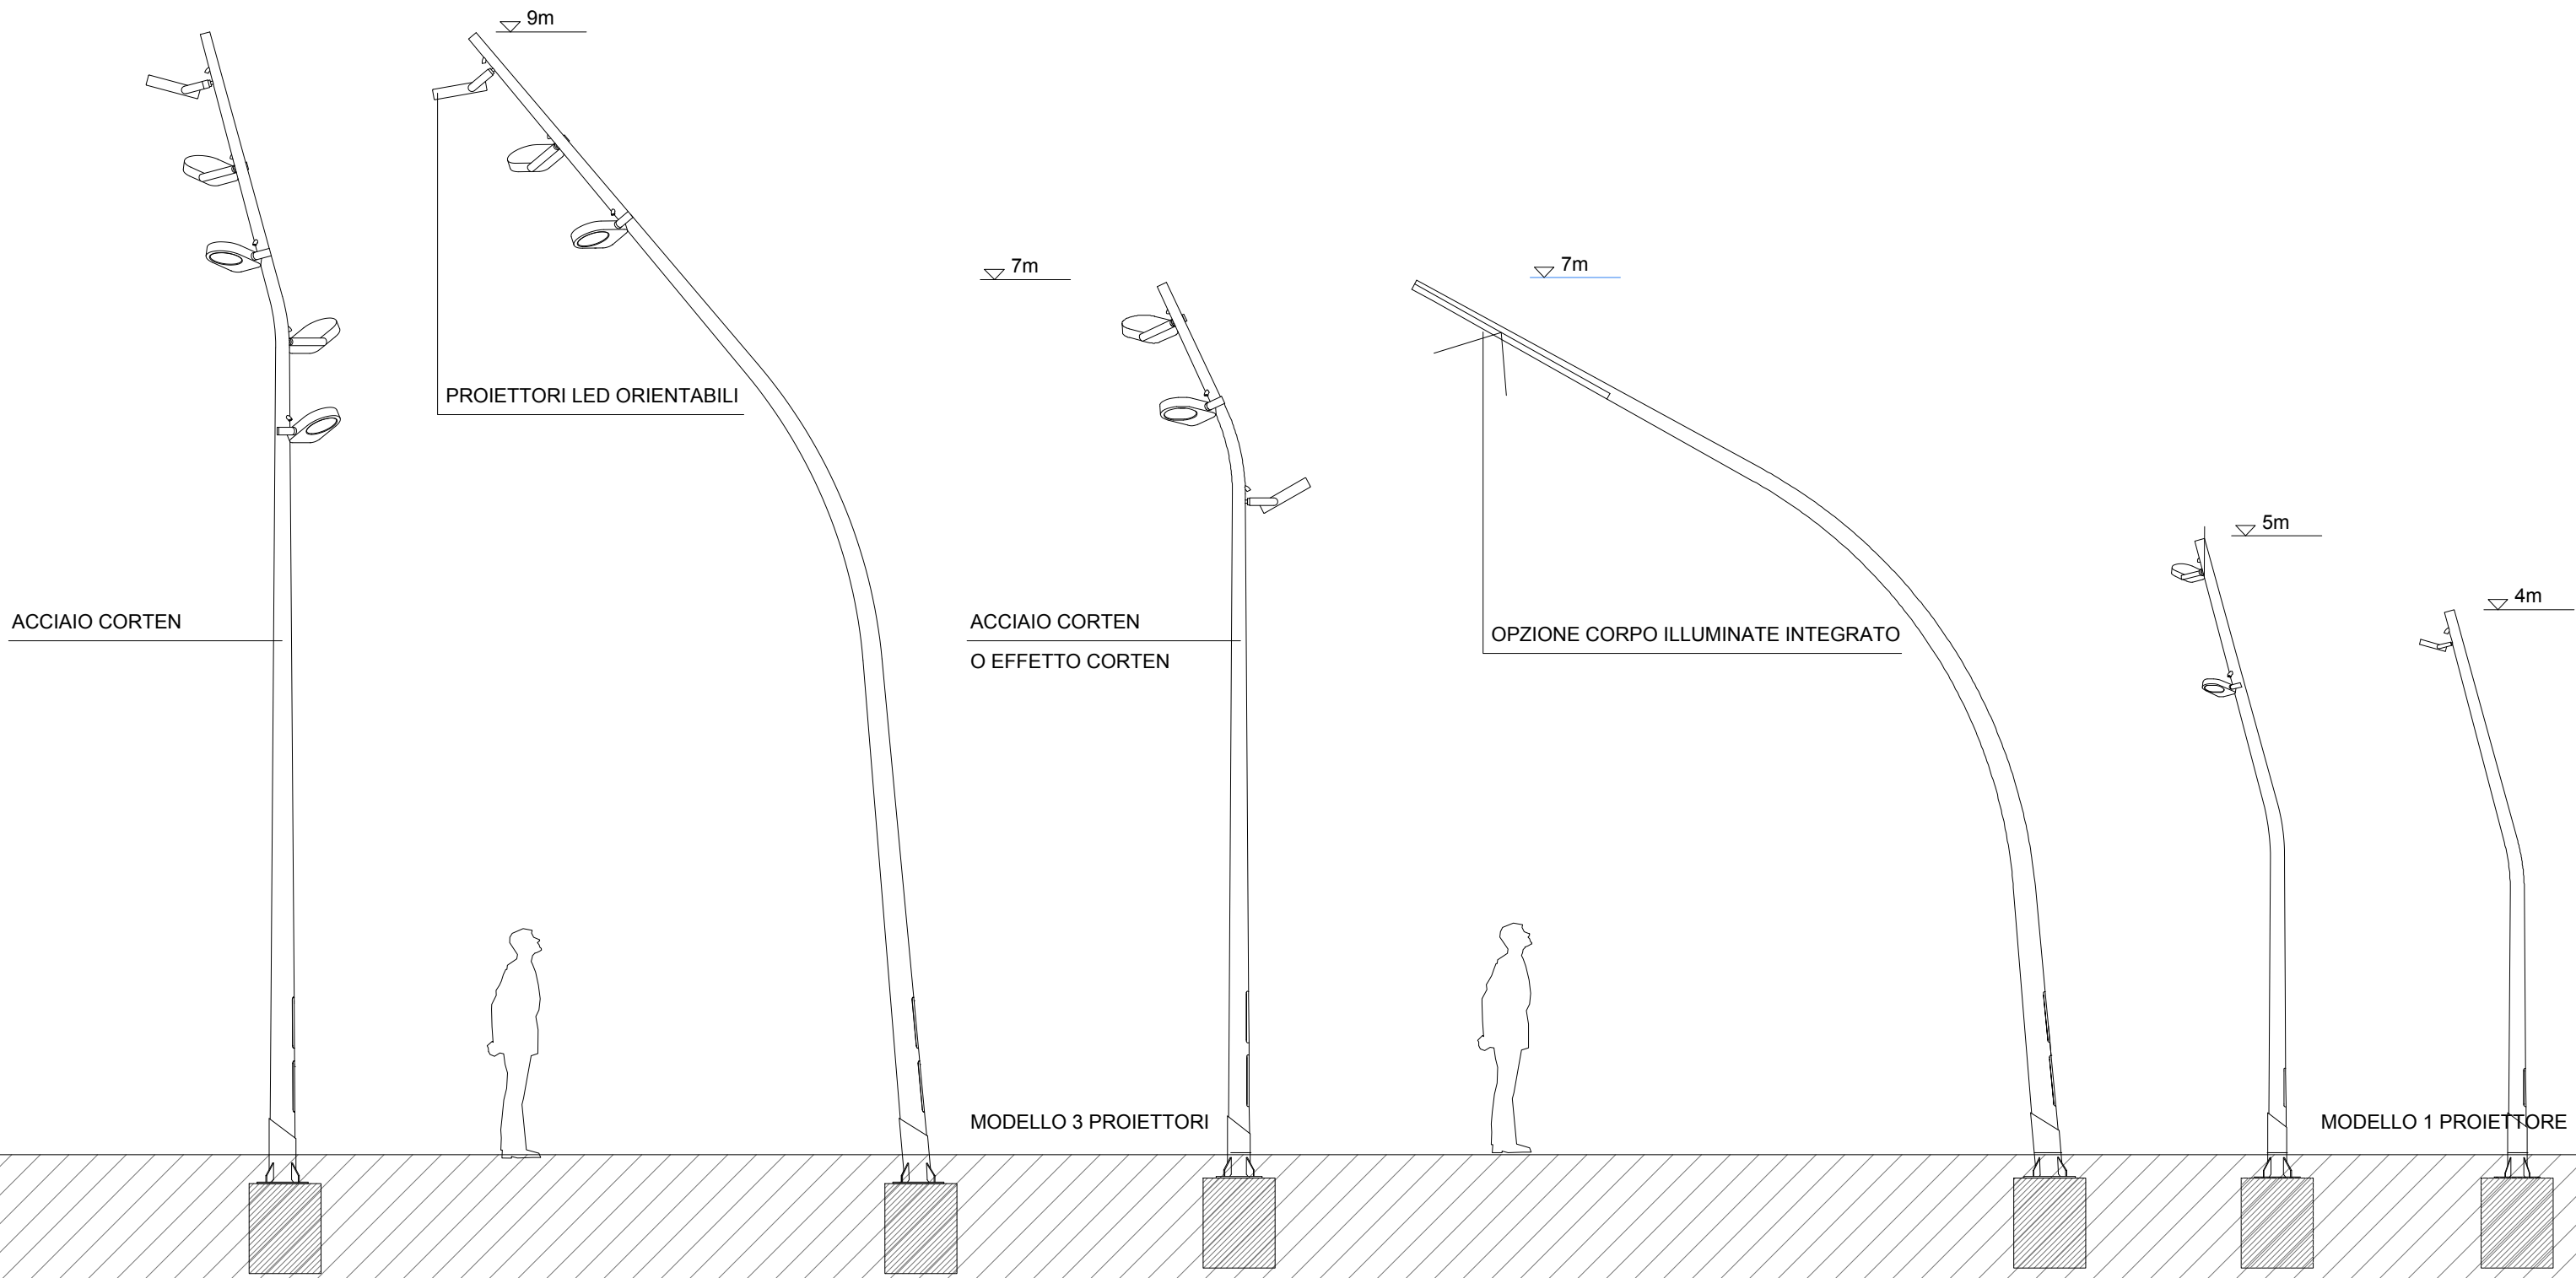 9m
7m
7m
PROIETTORI LED ORIENTABILI
5m
4m
ACCIAIO CORTEN
ACCIAIO CORTEN
O EFFETTO CORTEN
OPZIONE CORPO ILLUMINATE INTEGRATO
MODELLO 3 PROIETTORI
MODELLO 1 PROIETTORE